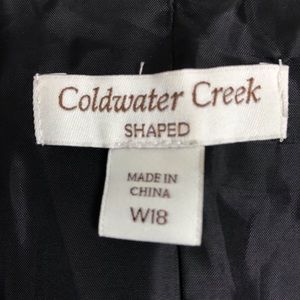 Coldwater Creek
SHAPED
MADE IN
CHINA
W18